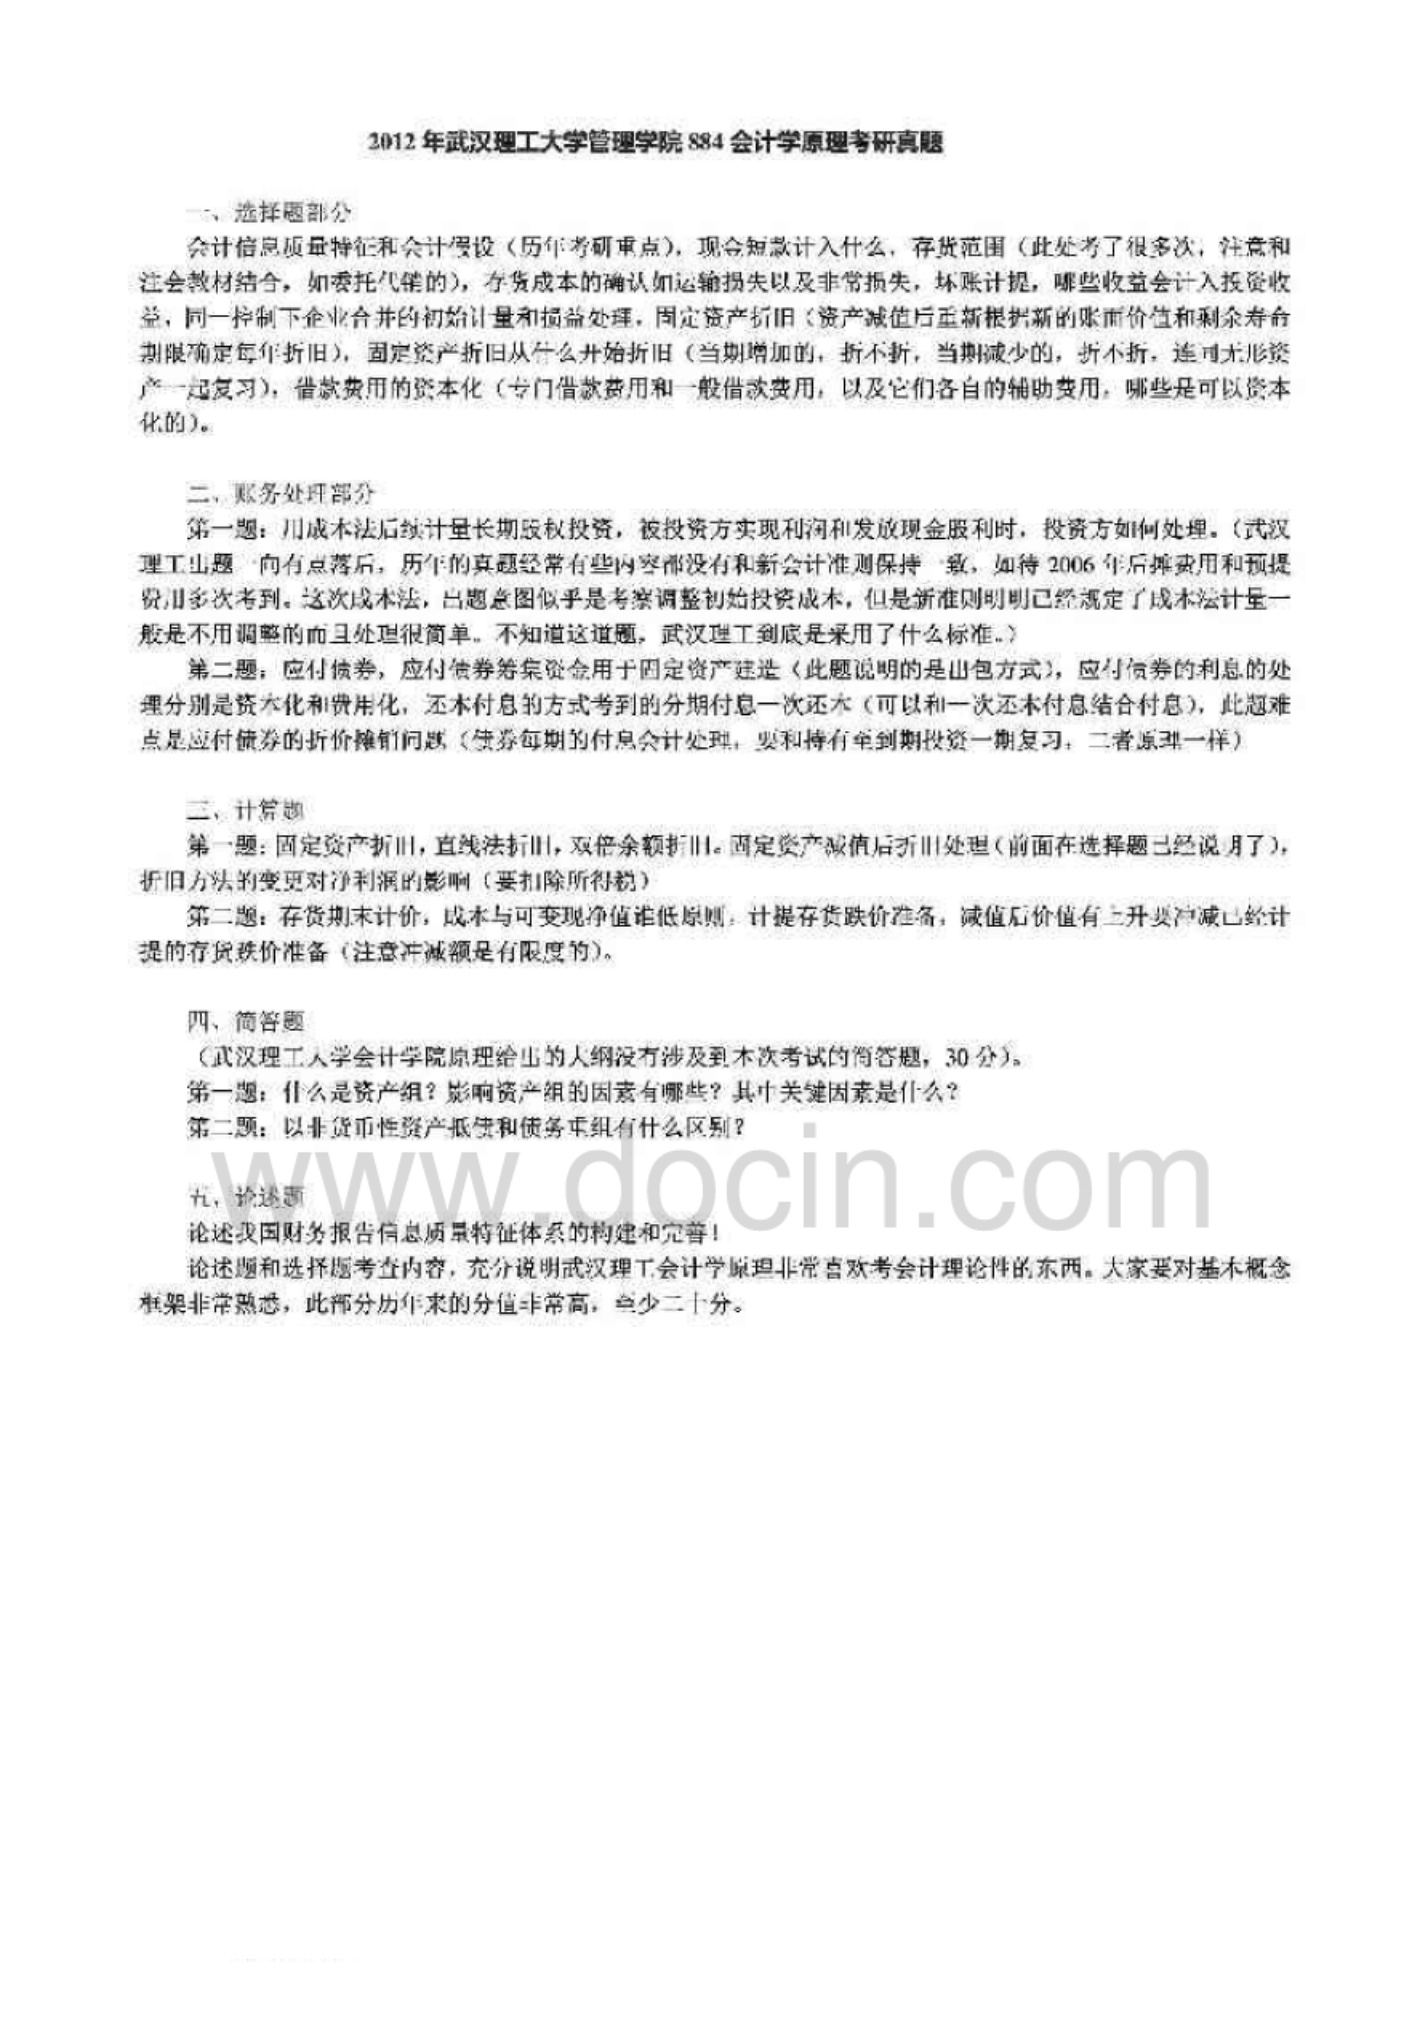 2012 年武汉理工大学管理学院 884 会计学原理考研真题
一、选择题部分
会计信息质量特征和会计假设（历年考研重点），现金短款计入什么，存货范围（此处考了很多次，注意和
注会教材结合，如委托代销的），存货成本的确认如运输损失以及非常损失，坏账计提，哪些收益会计入投资收
益，同一控制下企业合并的初始计量和损益处理，固定资产折旧（资产减值后重新根据新的账面价值和剩余寿命
期限确定每年折旧），固定资产折旧从什么开始折旧（当期增加的，折不折，当期减少的，折不折，连同无形资
产一起复习），借款费用的资本化（专门借款费用和一般借款费用，以及它们各自的辅助费用，哪些是可以资本
化的）。
二、账务处理部分
第一题：用成本法后续计量长期股权投资，被投资方实现利润和发放现金股利时，投资方如何处理。（武汉
理工出题一向有点落后，历年的真题经常有些内容都没有和新会计准则保持一致，如待 2006 年后摊费用和预提
费用多次考到。这次成本法，出题意图似乎是考察调整初始投资成本，但是新准则明明已经规定了成本法计量一
般是不用调整的而且处理很简单。不知道这道题，武汉理工到底是采用了什么标准。）
第二题：应付债券，应付债券筹集资金用于固定资产建造（此题说明的是出包方式），应付债券的利息的处
理分别是资本化和费用化，还本付息的方式考到的分期付息一次还本（可以和一次还本付息结合付息），此题难
点是应付债券的折价摊销问题（债券每期的付息会计处理，要和持有至到期投资一期复习，二者原理一样）
三、计算题
第一题：固定资产折旧，直线法折旧，双倍余额折旧。固定资产减值后折旧处理（前面在选择题已经说明了），
折旧方法的变更对净利润的影响（要扣除所得税）
第二题：存货期末计价，成本与可变现净值谁低原则，计提存货跌价准备，减值后价值有上升要冲减已经计
提的存货跌价准备（注意冲减额是有限度的）。
四、简答题
（武汉理工大学会计学院原理给出的大纲没有涉及到本次考试的简答题，30 分）。
第一题：什么是资产组？影响资产组的因素有哪些？其中关键因素是什么？
第二题：以非货币性资产抵债和债务重组有什么区别？
www.docin.com
五、论述题
论述我国财务报告信息质量特征体系的构建和完善！
论述题和选择题考查内容，充分说明武汉理工会计学原理非常喜欢考会计理论性的东西。大家要对基本概念
框架非常熟悉，此部分历年来的分值非常高，至少二十分。